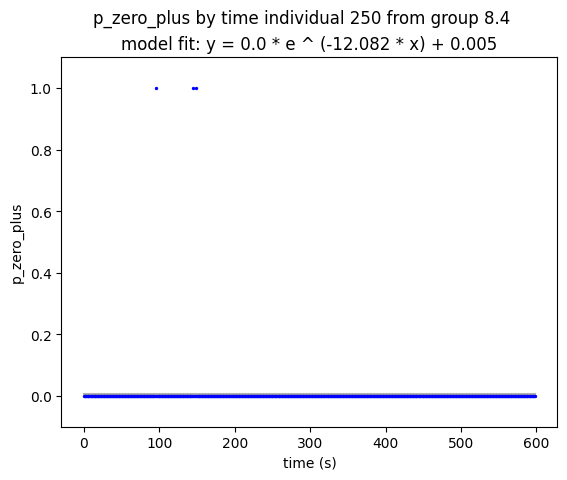 p_zero_plus by time individual 250 from group 8.4
model fit: y = 0.0 * e ^ (-12.082 * x) + 0.005
1.0
0.8
0.6
0.4
0.2
0.0
p_zero_plus
0 100 200 300 400 500 600
time (s)